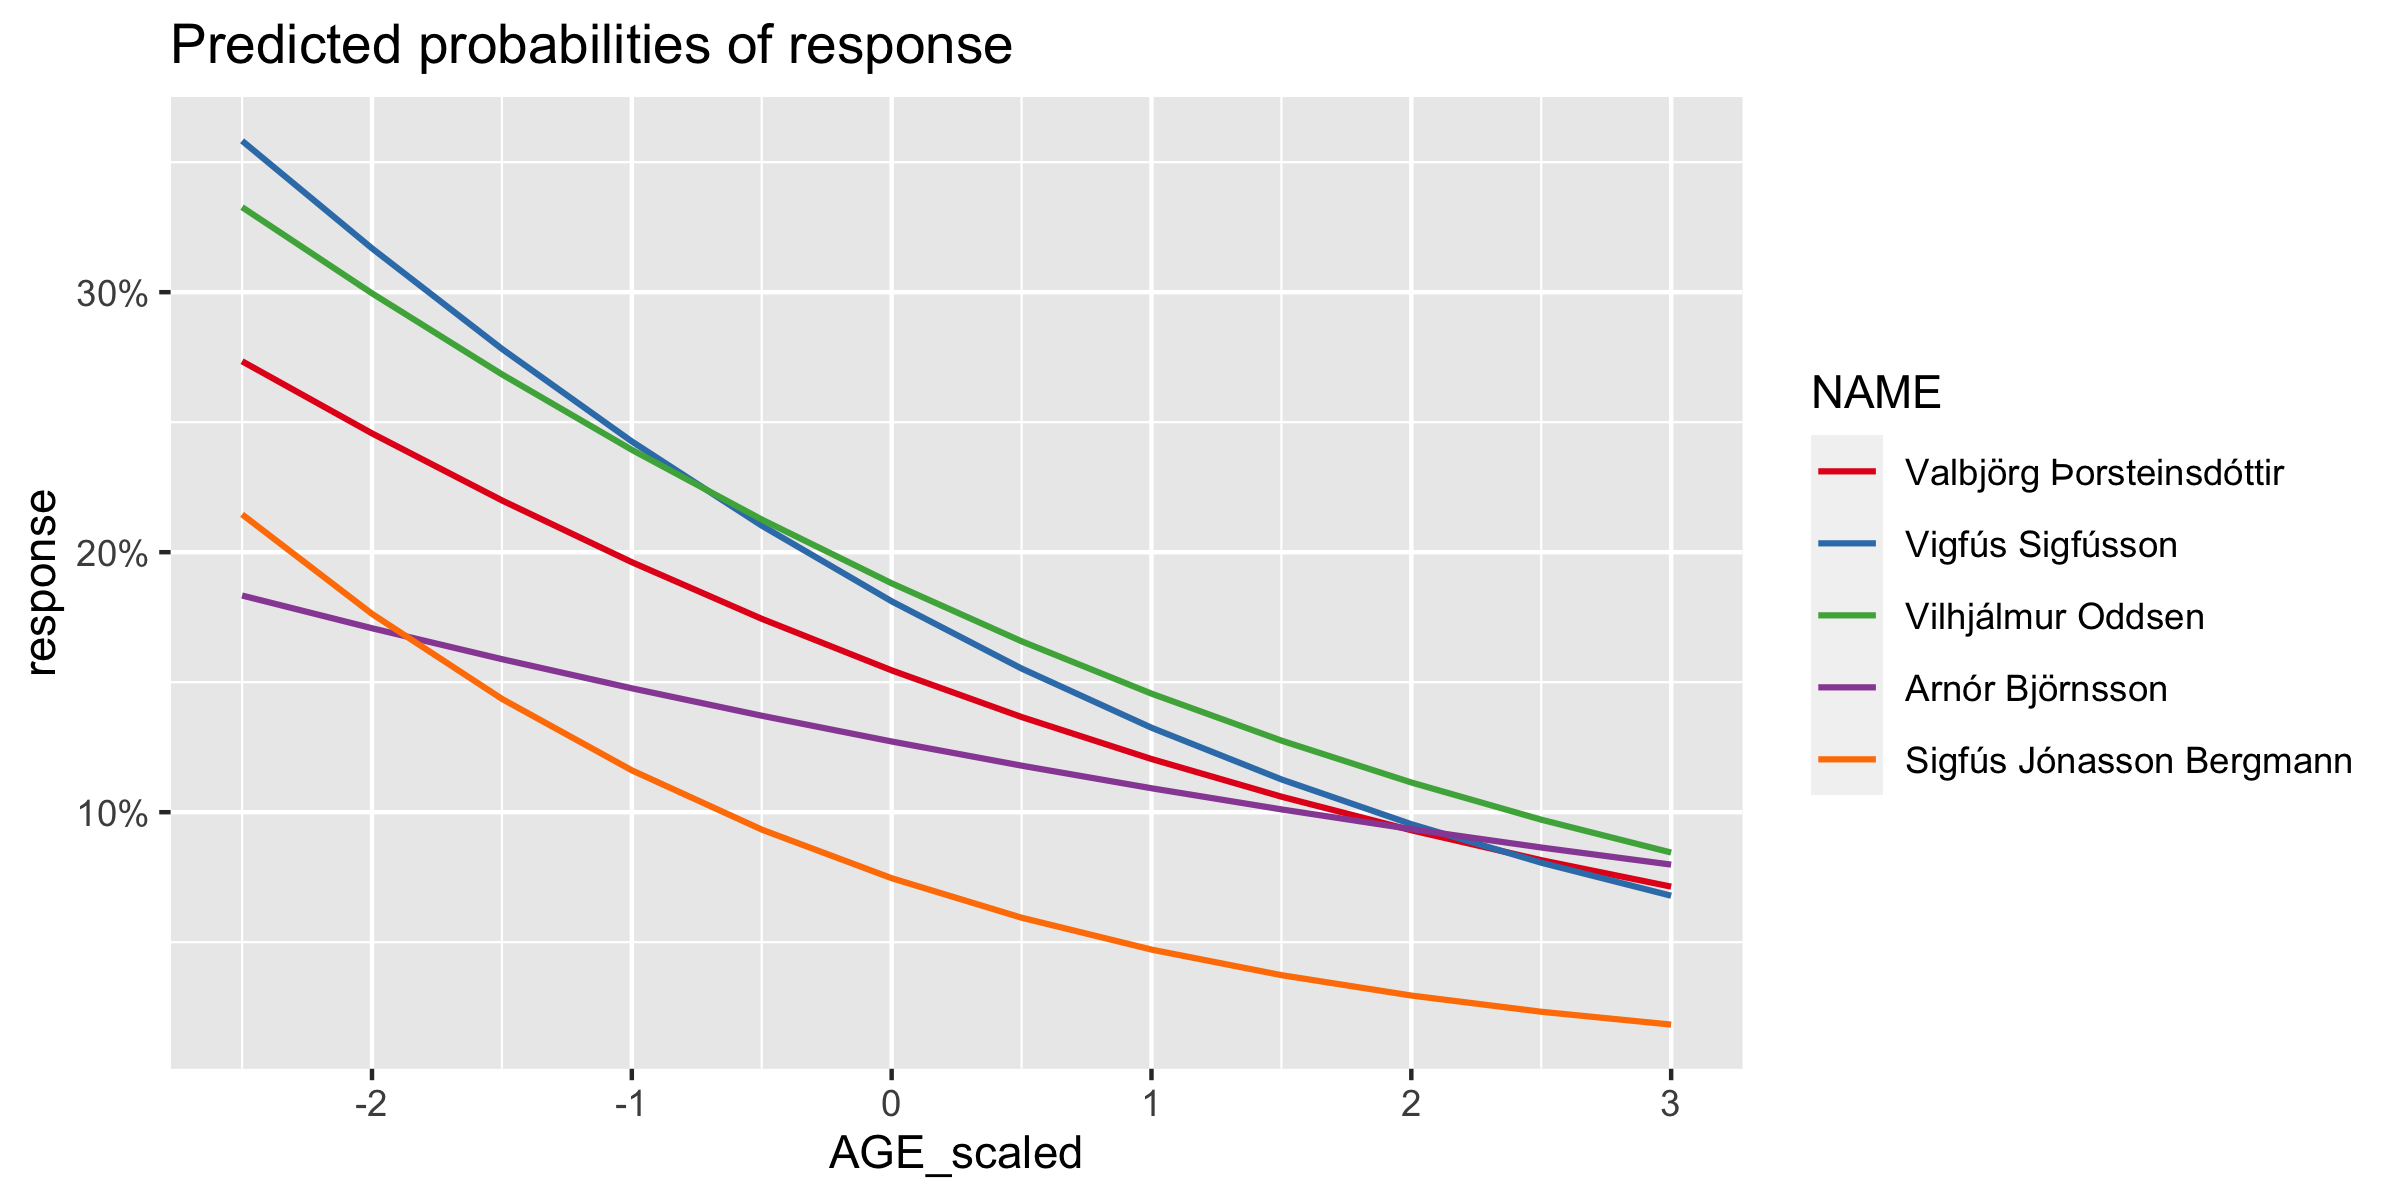 Predicted probabilities of response
response
30%
20%
10%
-2 -1 0 1 2 3
AGE_scaled
NAME
Valbjörg Þorsteinsdóttir
Vigfús Sigfússon
Vilhjálmur Oddsen
Arnór Björnsson
Sigfús Jónasson Bergmann